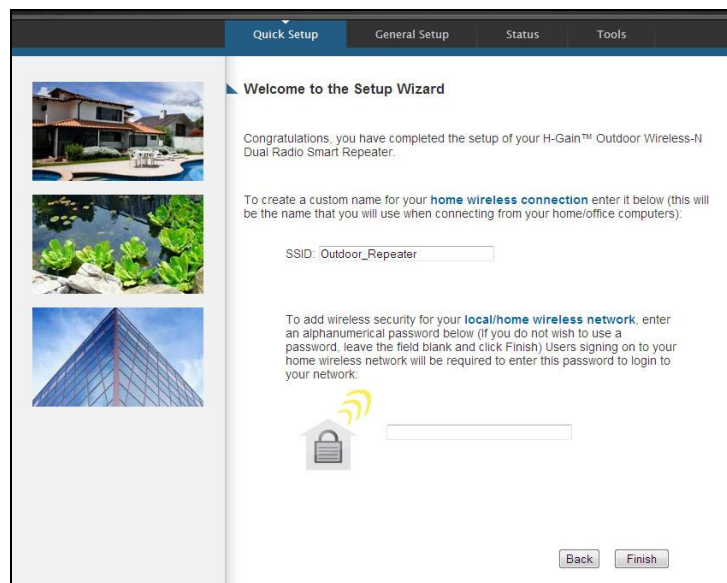 Quick Setup General Setup Status Tools
Welcome to the Setup Wizard
Congratulations, you have completed the setup of your H-Gain™ Outdoor Wireless-N
Dual Radio Smart Repeater.
To create a custom name for your home wireless connection enter it below (this will
be the name that you will use when connecting from your home/office computers):
SSID: Outdoor_Repeater
To add wireless security for your local/home wireless network, enter
an alphanumerical password below (If you do not wish to use a
password, leave the field blank and click Finish) Users signing on to your
home wireless network will be required to enter this password to login to
your network:
Back Finish